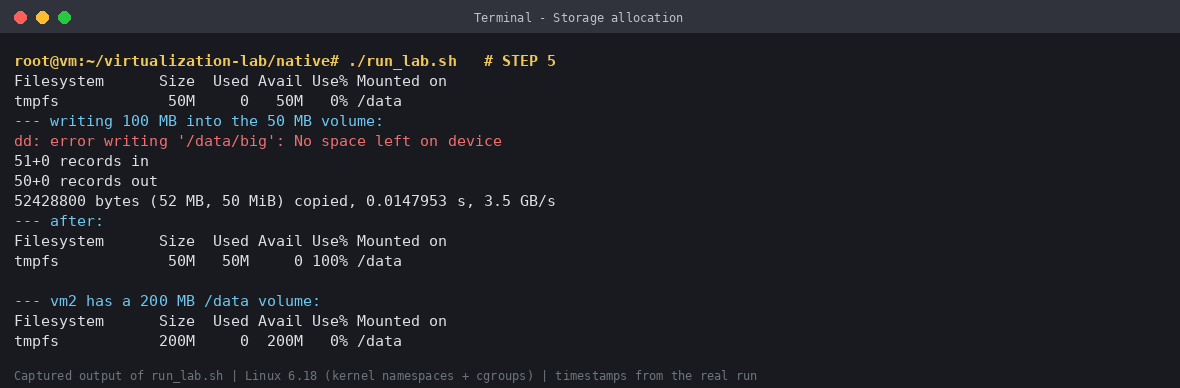 Terminal - Storage allocation
root@vm:~/virtualization-lab/native# ./run_lab.sh   # STEP 5
Filesystem      Size  Used Avail Use% Mounted on
tmpfs            50M     0   50M   0% /data
--- writing 100 MB into the 50 MB volume:
dd: error writing '/data/big': No space left on device
51+0 records in
50+0 records out
52428800 bytes (52 MB, 50 MiB) copied, 0.0147953 s, 3.5 GB/s
--- after:
Filesystem      Size  Used Avail Use% Mounted on
tmpfs            50M   50M     0 100% /data
--- vm2 has a 200 MB /data volume:
Filesystem      Size  Used Avail Use% Mounted on
tmpfs           200M     0  200M   0% /data
Captured output of run_lab.sh | Linux 6.18 (kernel namespaces + cgroups) | timestamps from the real run